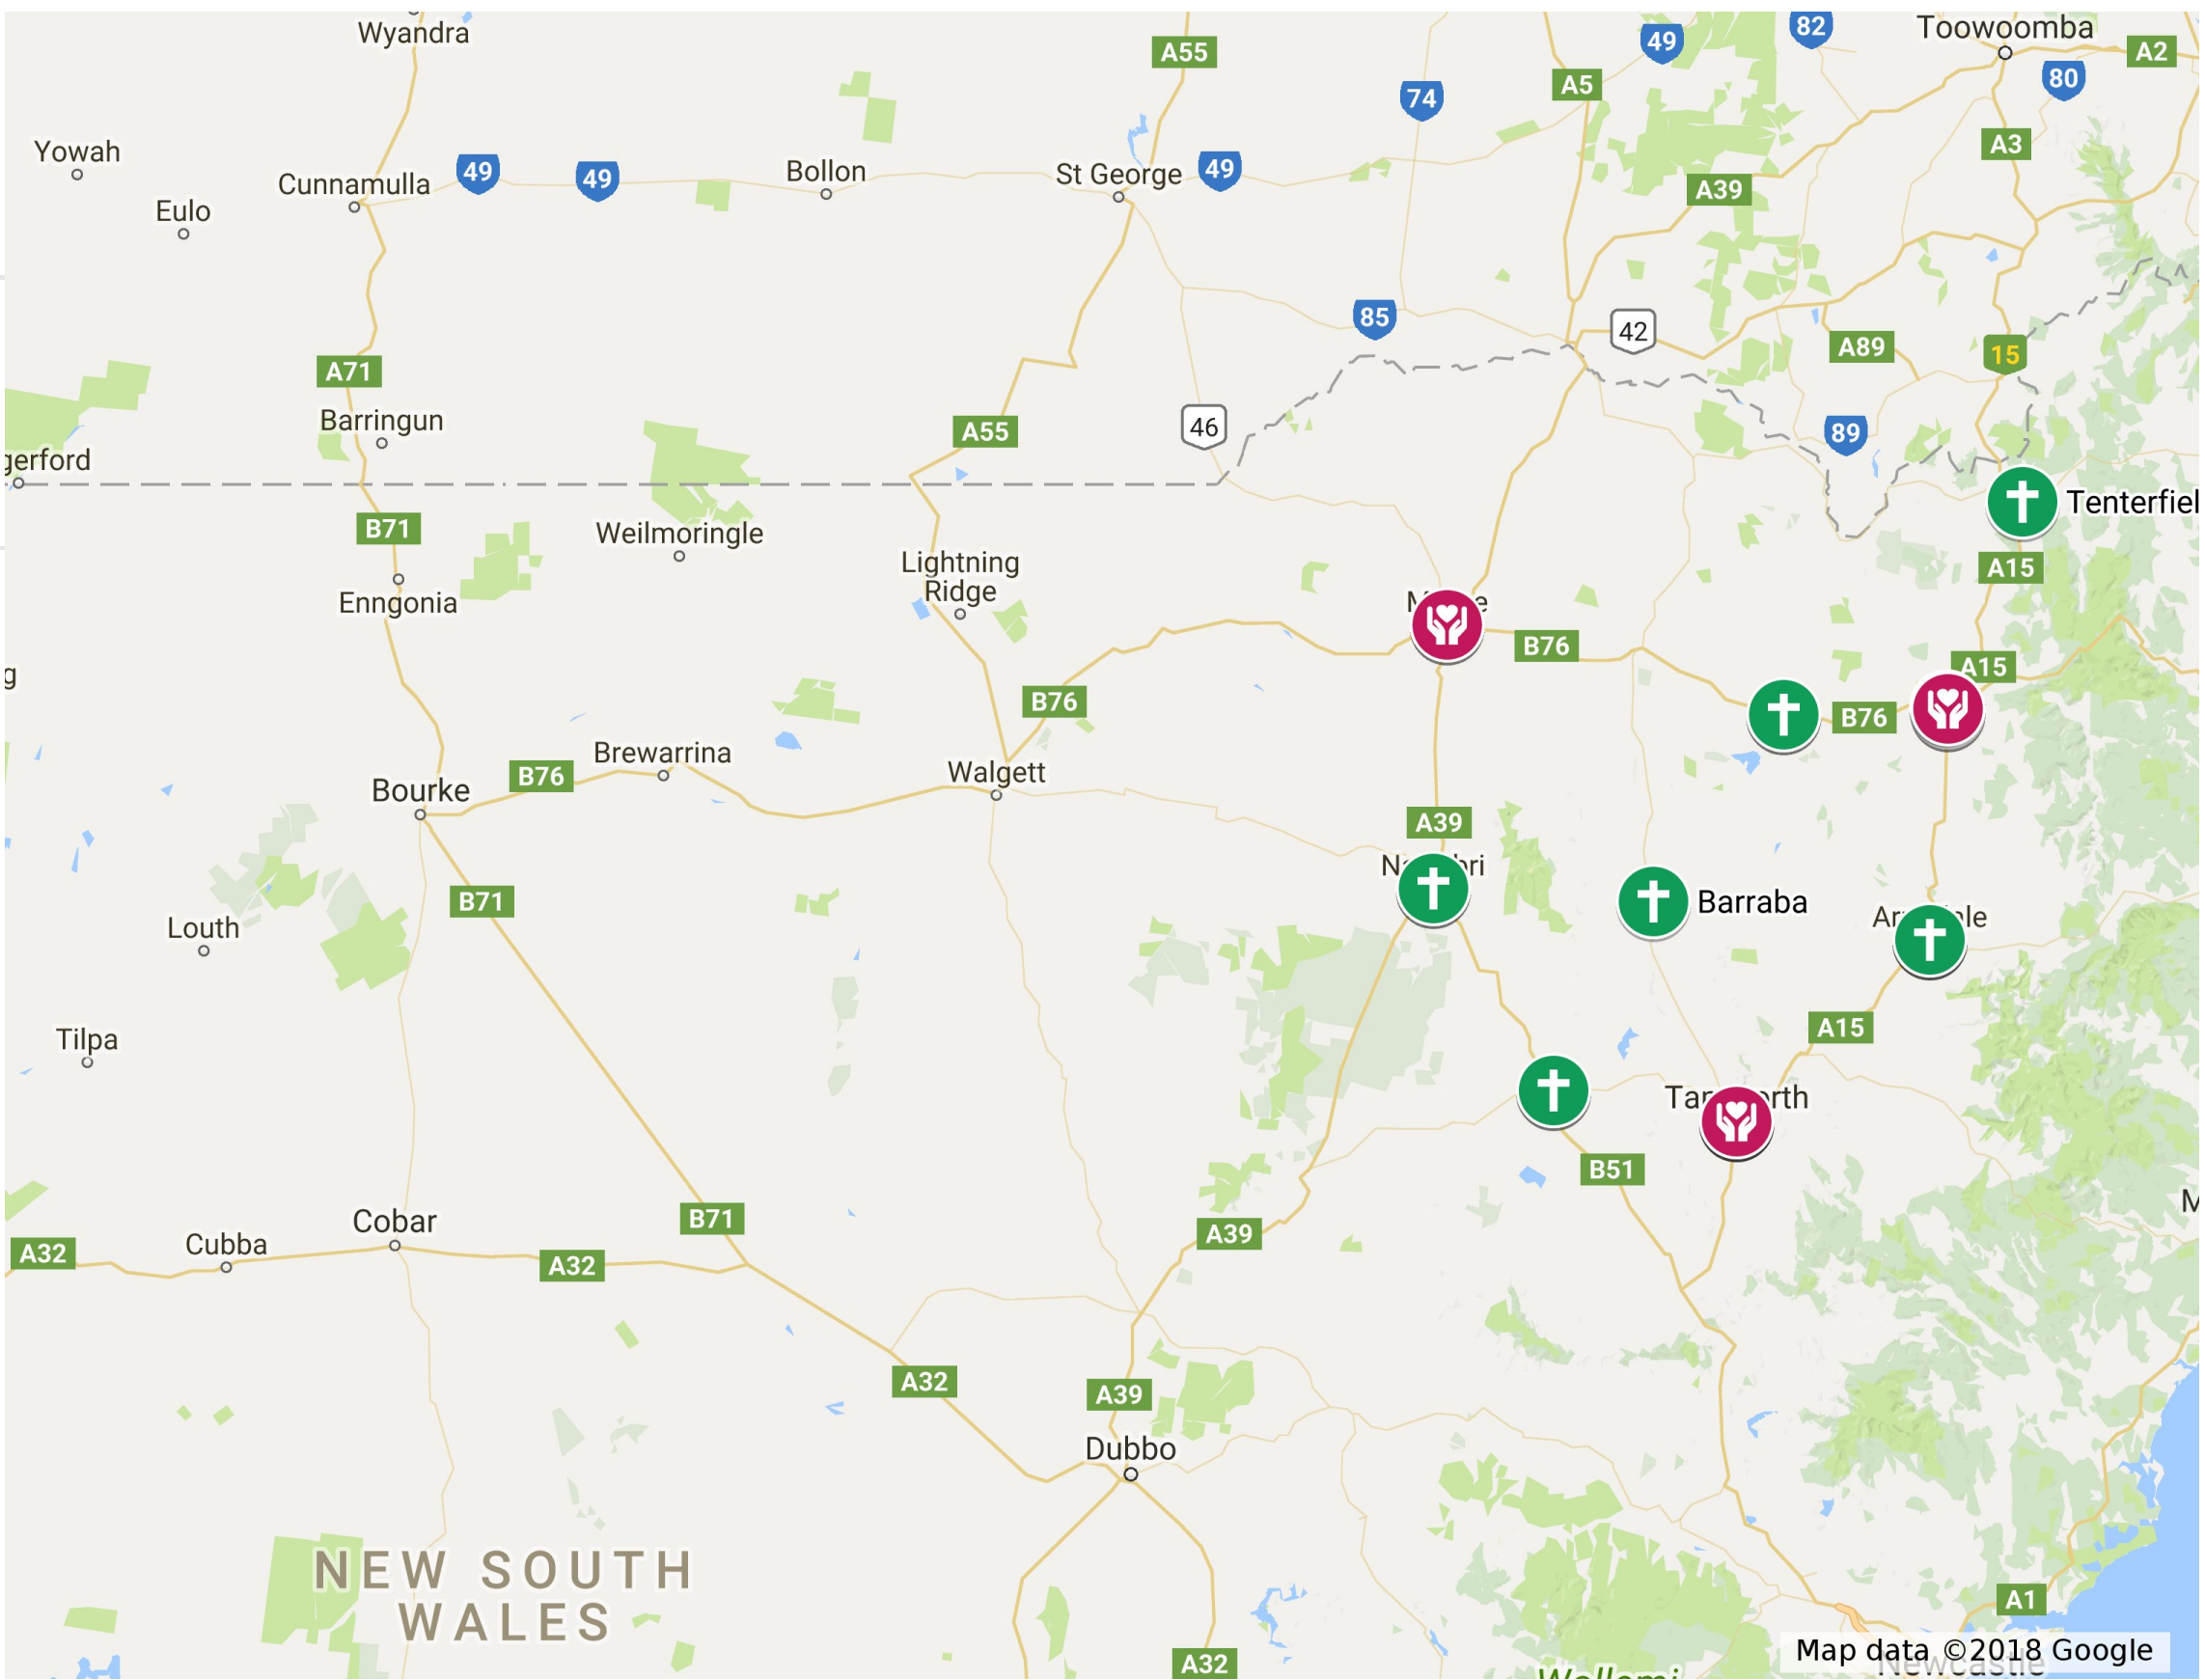 Wyandra
A55
49
82
Toowoomba
A2
74
A5
80
Yowah
A3
Cunnamulla
49
49
Bollon
St George
49
A39
Eulo
85
42
A89
15
A71
Barringun
A55
46
89
gerford
Tenterfiel
B71
Weilmoringle
Lightning
Ridge
A15
Enngonia
B76
A15
g
B76
B76
Brewarrina
B76
Walgett
Bourke
A39
B71
Barraba
Louth
A15
Tilpa
B51
B71
Cobar
A39
Cubba
A32
A32
A32
A39
Dubbo
NEW SOUTH
WALES
A1
Map data ©2018 Google
Newcastle
A32
Wollemi